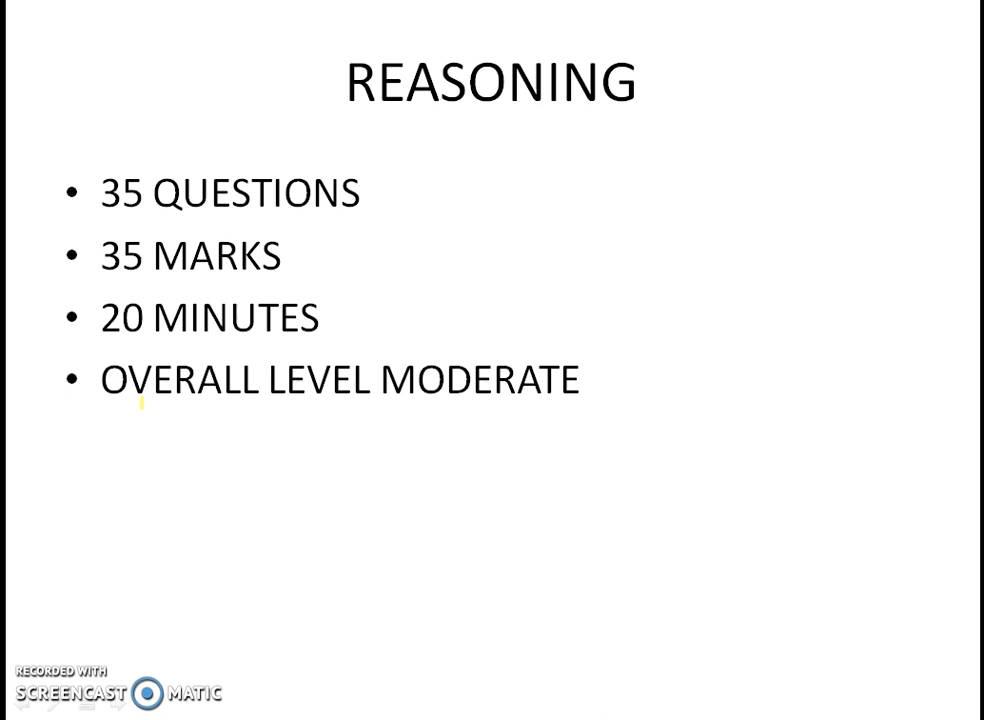 REASONING
• 35 QUESTIONS
• 35 MARKS
• 20 MINUTES
• OVERALL LEVEL MODERATE
RECORDED WITH
SCREENCAST MATIC